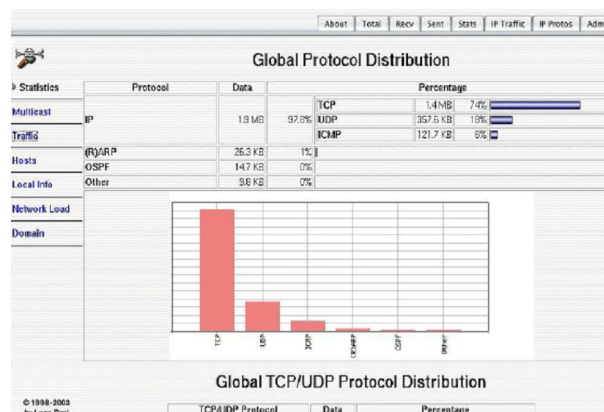 About Total Recv Sent Stats IP Traffic IP Protos Adm
Global Protocol Distribution
Statistics
Multicast
Traffic
Hosts
Local Info
Network Load
Domain
Protocol Data Percentage
IP 1.9 MB 97.8% TCP 1.4 MB 74%
UDP 357.6 KB 18%
ICMP 121.7 KB 6%
(R)ARP 26.3 KB 1%
OSPF 14.7 KB 0%
Other 9.8 KB 0%
TCP UDP ICMP (R)ARP OSPF Other
Global TCP/UDP Protocol Distribution
TCP/UDP Protocol Data Percentage
© 1998-2003